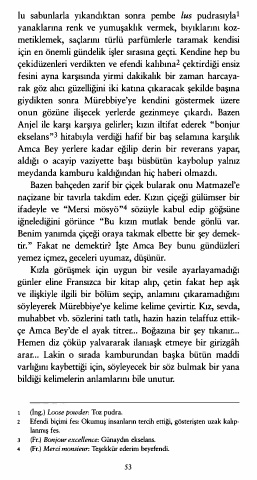 lu sabunlarla yıkandıktan sonra pembe lus pudrasıyla¹
yanaklarına renk ve yumuşaklık vermek, bıyıklarını koz-
metiklemek, saçlarını türlü parfümlerle taramak kendisi
için en önemli gündelik işler sırasına geçti. Kendine hep bu
çekidüzenleri verdikten ve efendi kalıbına² çektirdiği ensiz
fesini ayna karşısında yirmi dakikalık bir zaman harcaya-
rak göz alıcı güzelliğini iki katına çıkaracak şekilde başına
giydikten sonra Mürebbiye'ye kendini göstermek üzere
onun gözüne ilişecek yerlerde gezinmeye çıkardı. Bazen
Anjel ile karşı karşıya gelirler; kızın iltifat ederek "bonjur
ekselans"³ hitabıyla verdiği hafif bir baş selamına karşılık
Amca Bey yerlere kadar eğilip derin bir reverans yapar,
aldığı o acayip vaziyette başı büsbütün kaybolup yalnız
meydanda kamburu kaldığından hiç haberi olmazdı.
Bazen bahçeden zarif bir çiçek bularak onu Matmazel'e
naçizane bir tavırla takdim eder. Kızın çiçeği gülümser bir
ifadeyle ve "Mersi mösyö"⁴ sözüyle kabul edip göğsüne
iğnelediğini görünce "Bu kızın mutlak bende gönlü var.
Benim yanımda çiçeği oraya takmak elbette bir şey demek-
tir." Fakat ne demektir? İşte Amca Bey bunu gündüzleri
yemez içmez, geceleri uyumaz, düşünür.
Kızla görüşmek için uygun bir vesile ayarlayamadığı
günler eline Fransızca bir kitap alıp, çetin fakat hep aşk
ve ilişkiyle ilgili bir bölüm seçip, anlamını çıkaramadığını
söyleyerek Mürebbiye'ye kelime kelime çevirtir. Kız, sevda,
muhabbet vb. sözlerini tatlı tatlı, hazin hazin telaffuz ettik-
çe Amca Bey'de el ayak titrer... Boğazına bir şey tıkanır...
Hemen diz çöküp yalvararak ilanıaşk etmeye bir girizgâh
arar... Lakin o sırada kamburundan başka bütün maddi
varlığını kaybettiği için, söyleyecek bir söz bulmak bir yana
bildiği kelimelerin anlamlarını bile unutur.
1 (İng.) Loose powder: Toz pudra.
2 Efendi biçimi fes: Okumuş insanların tercih ettiği, gösterişten uzak kalıp-
lanmış fes.
3 (Fr.) Bonjour excellence: Günaydın ekselans.
4 (Fr.) Merci monsieur: Teşekkür ederim beyefendi.
53